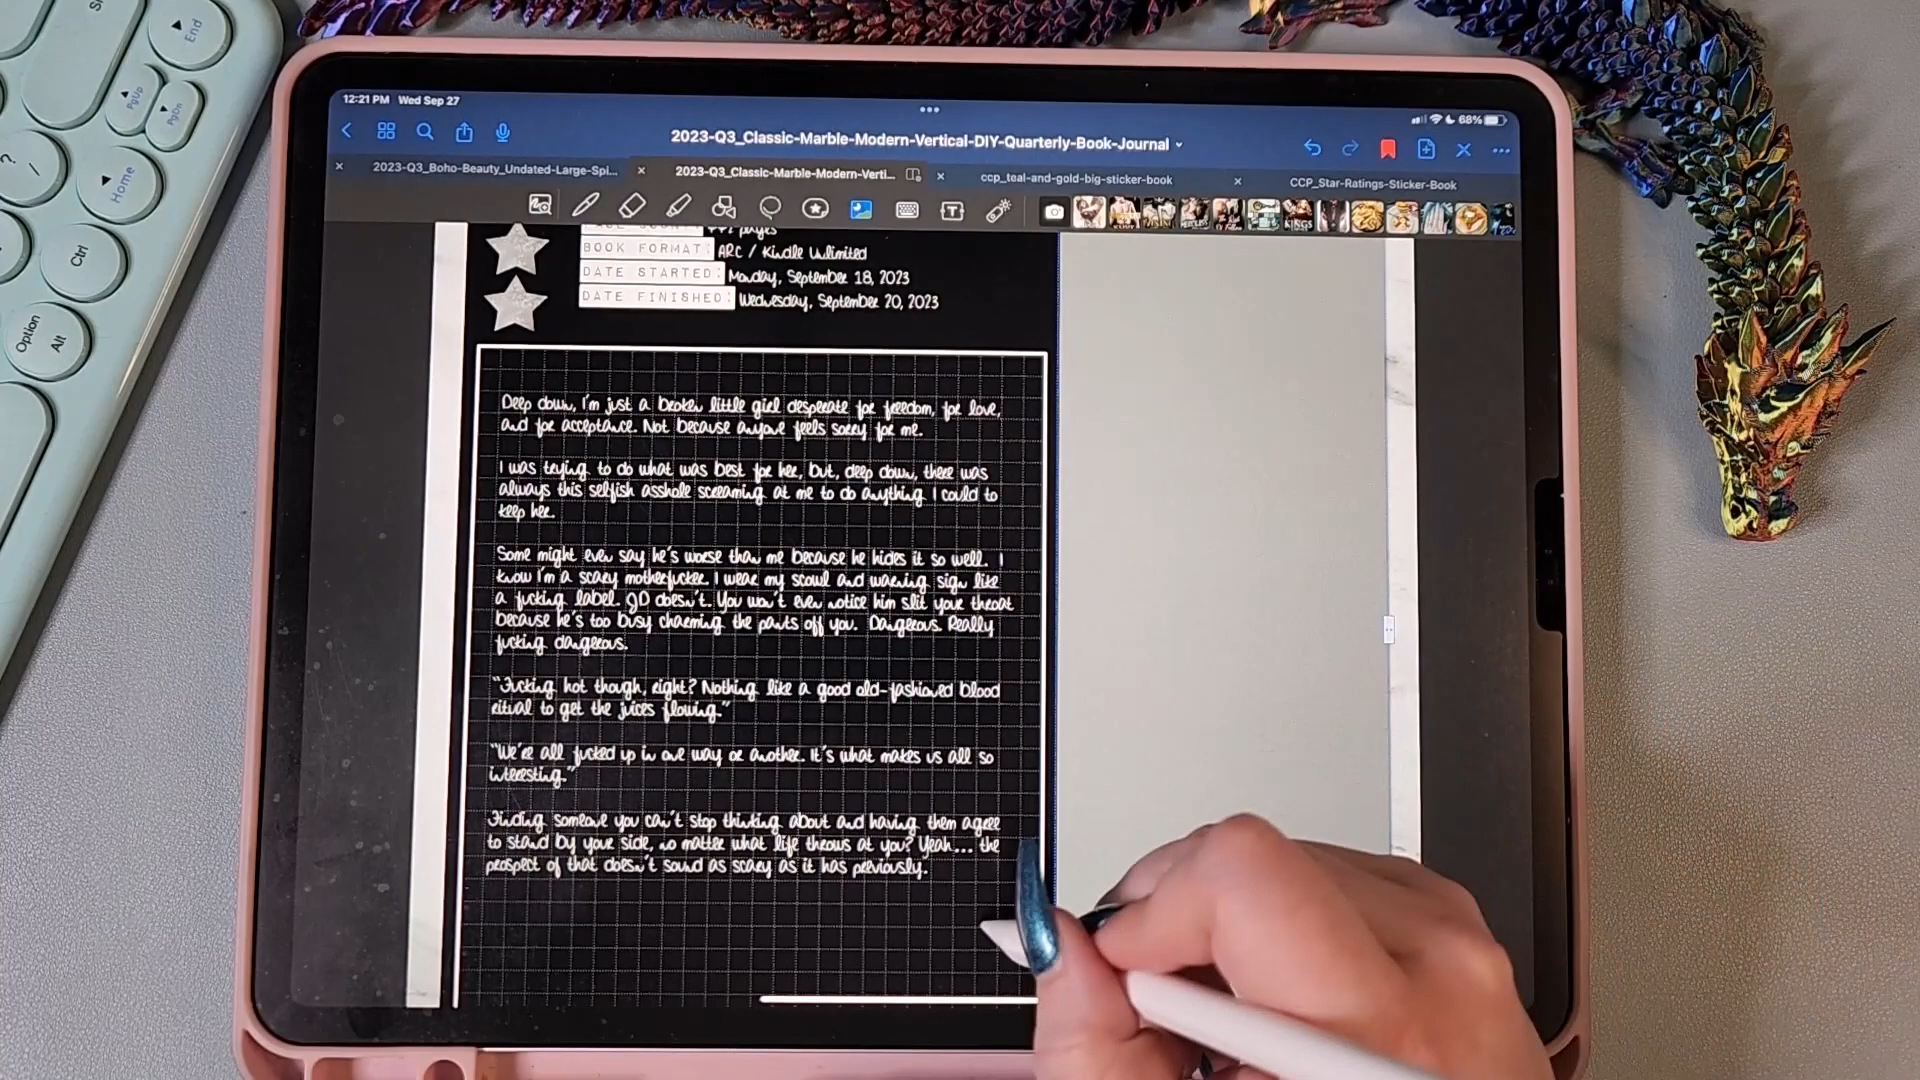 12:21 PM Wed Sep 27
68%
2023-Q3_Classic-Marble-Modern-Vertical-DIY-Quarterly-Book-Journal
2023-Q3_Boho-Beauty_Undated-Large-Spi...
2023-Q3_Classic-Marble-Modern-Verti...
ccp_teal-and-gold-big-sticker-book
CCP_Star-Ratings-Sticker-Book
pages
BOOK FORMAT: ARC / Kindle Unlimited
DATE STARTED: Monday, September 18, 2023
DATE FINISHED: Wednesday, September 20, 2023
Deep down, I'm just a broken little girl desperate for freedom, for love,
and for acceptance. Not because anyone feels sorry for me.
I was trying to do what was best for her, but, deep down, there was
always this selfish asshole screaming at me to do anything I could to
keep her.
Some might even say he's worse than me because he hides it so well. I
know I'm a scary motherfucker. I wear my scowl and warning sign like
a fucking label. JD doesn't. You won't even notice him slit your throat
because he's too busy charming the pants off you. Dangerous. Really
fucking dangerous.
"Fucking hot though, right? Nothing like a good old-fashioned blood
ritual to get the juices flowing."
"We're all fucked up in one way or another. It's what makes us all so
interesting."
Finding someone you can't stop thinking about and having them agree
to stand by your side, no matter what life throws at you? Yeah... the
prospect of that doesn't sound as scary as it has previously.
End
PgUp
PgDn
Home
Ctrl
Option
Alt
?
/